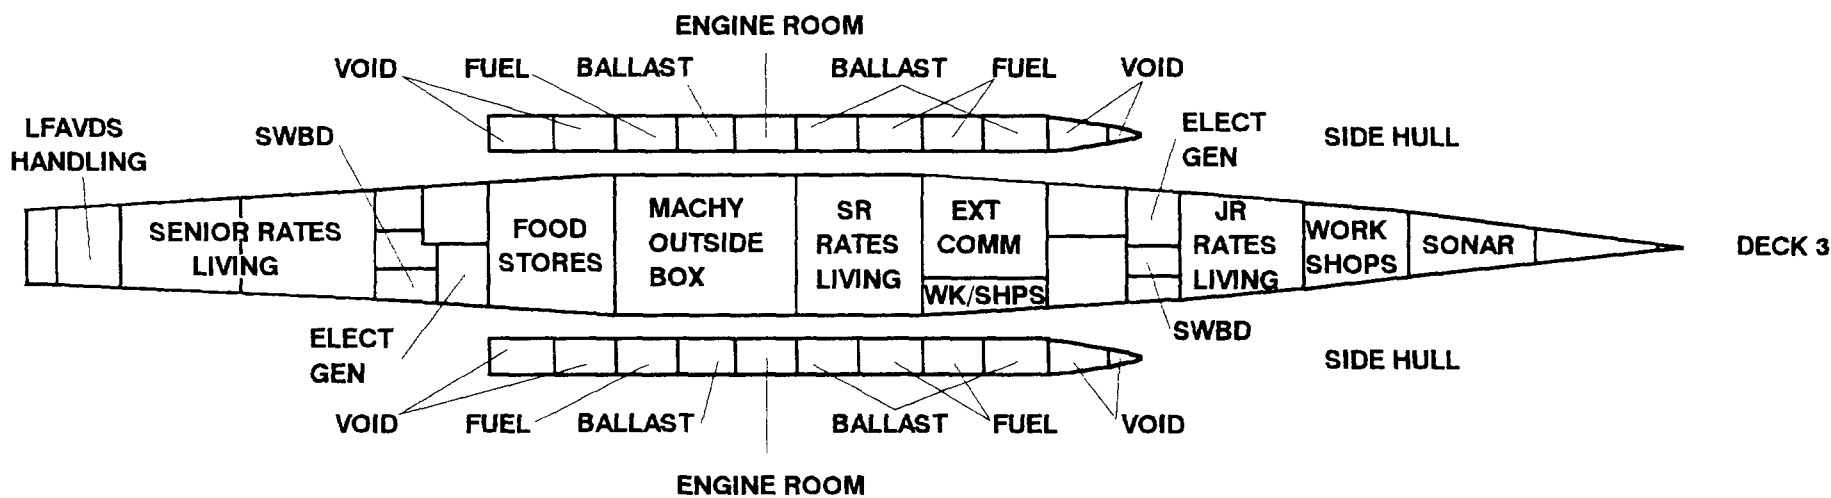 ENGINE ROOM
VOID FUEL BALLAST BALLAST FUEL VOID
LFAVDS
HANDLING
SWBD
ELECT
GEN
SIDE HULL
SENIOR RATES
LIVING
FOOD
STORES
MACHY
OUTSIDE
BOX
SR
RATES
LIVING
EXT
COMM
WK/SHPS
JR
RATES
LIVING
WORK
SHOPS
SONAR
DECK 3
ELECT
GEN
SWBD
SIDE HULL
VOID FUEL BALLAST BALLAST FUEL VOID
ENGINE ROOM